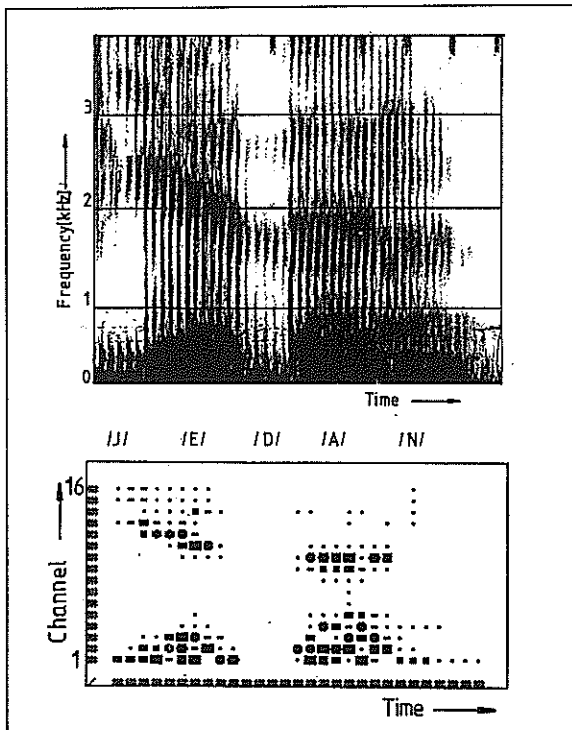 3
2
1
0
Frequency[kHz]
Time
/J/ /E/ /D/ /A/ /N/
16
1
Channel
Time